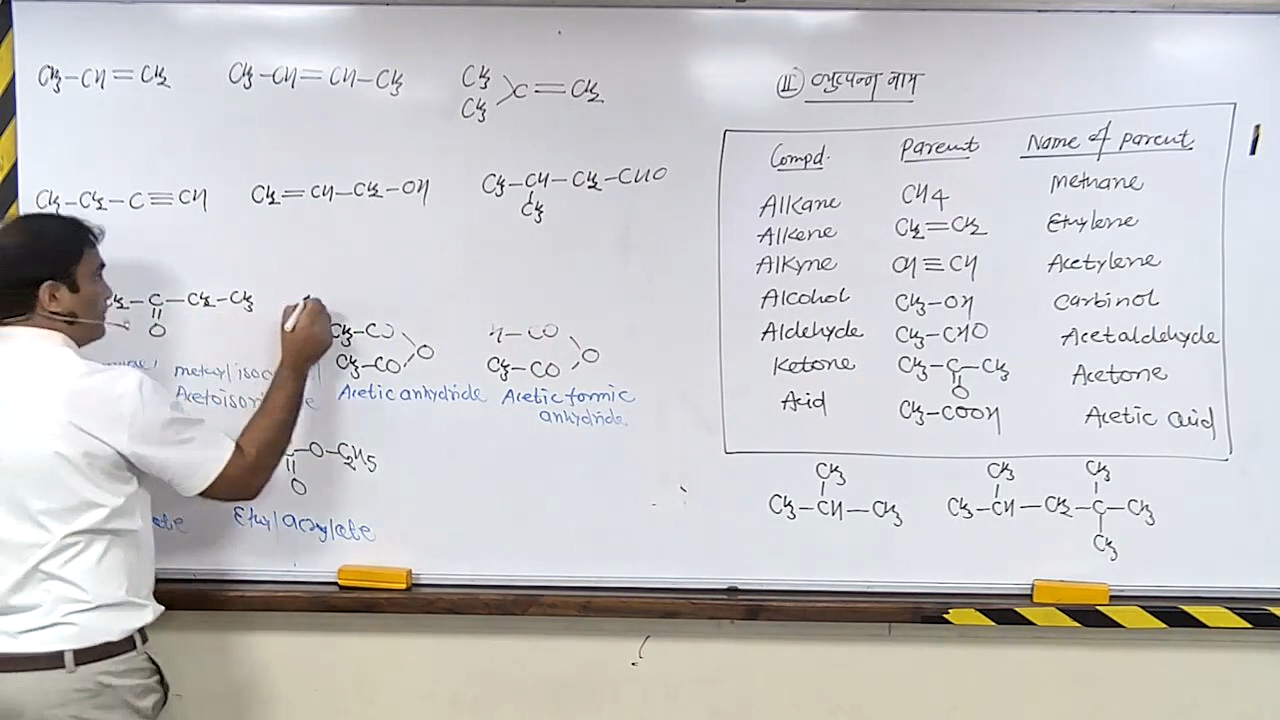 CH3-CH=CH2 CH3-CH=CH-CH3 CH3 C=CH2
CH3
CH3-CH2-C≡CH CH2=CH-CH2-OH CH3-CH-CH2-CHO
CH3
-C-CH2-CH3
O
CH3-CO
CH3-CO O
H-CO
CH3-CO O
Acetic anhydride
Acetic formic
anhydride.
-O-C2H5
O
Ethyl acrylate
II व्युत्पन्न नाम
Compd. Parent Name of parent
Alkane CH4 Methane
Alkene CH2=CH2 Ethylene
Alkyne CH≡CH Acetylene
Alcohol CH3-OH Carbinol
Aldehyde CH3-CHO Acetaldehyde
Ketone CH3-C-CH3 Acetone
O
Acid CH3-COOH Acetic acid
CH3
CH3-CH-CH3
CH3 CH3
CH3-CH-CH2-C-CH3
CH3